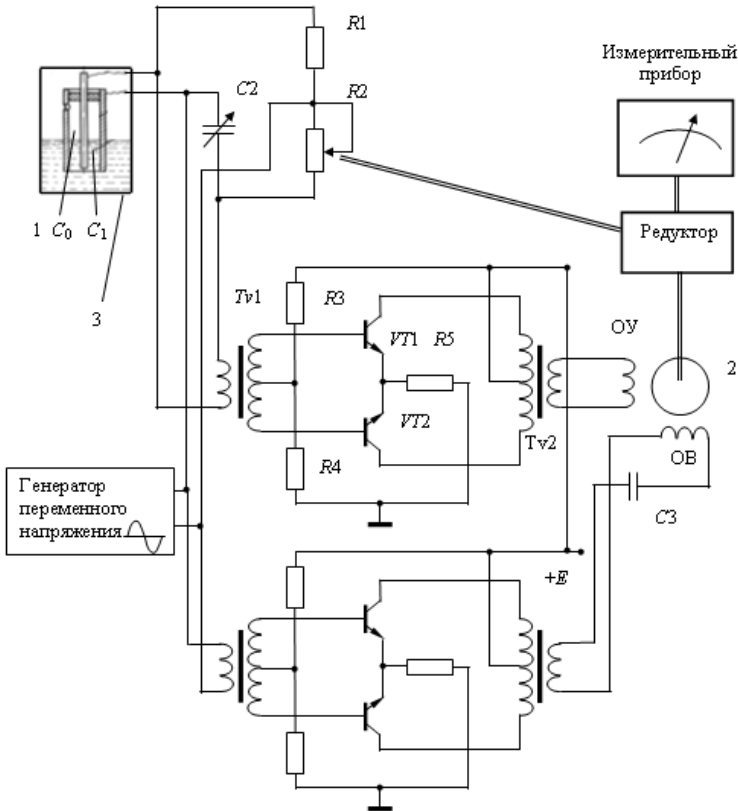 R1
Измерительный
прибор
C2
R2
1 C0 C1
Редуктор
3
Tv1
R3
ОУ
VT1 R5
2
VT2
Tv2
R4
ОВ
Генератор
переменного
напряжения
C3
+E